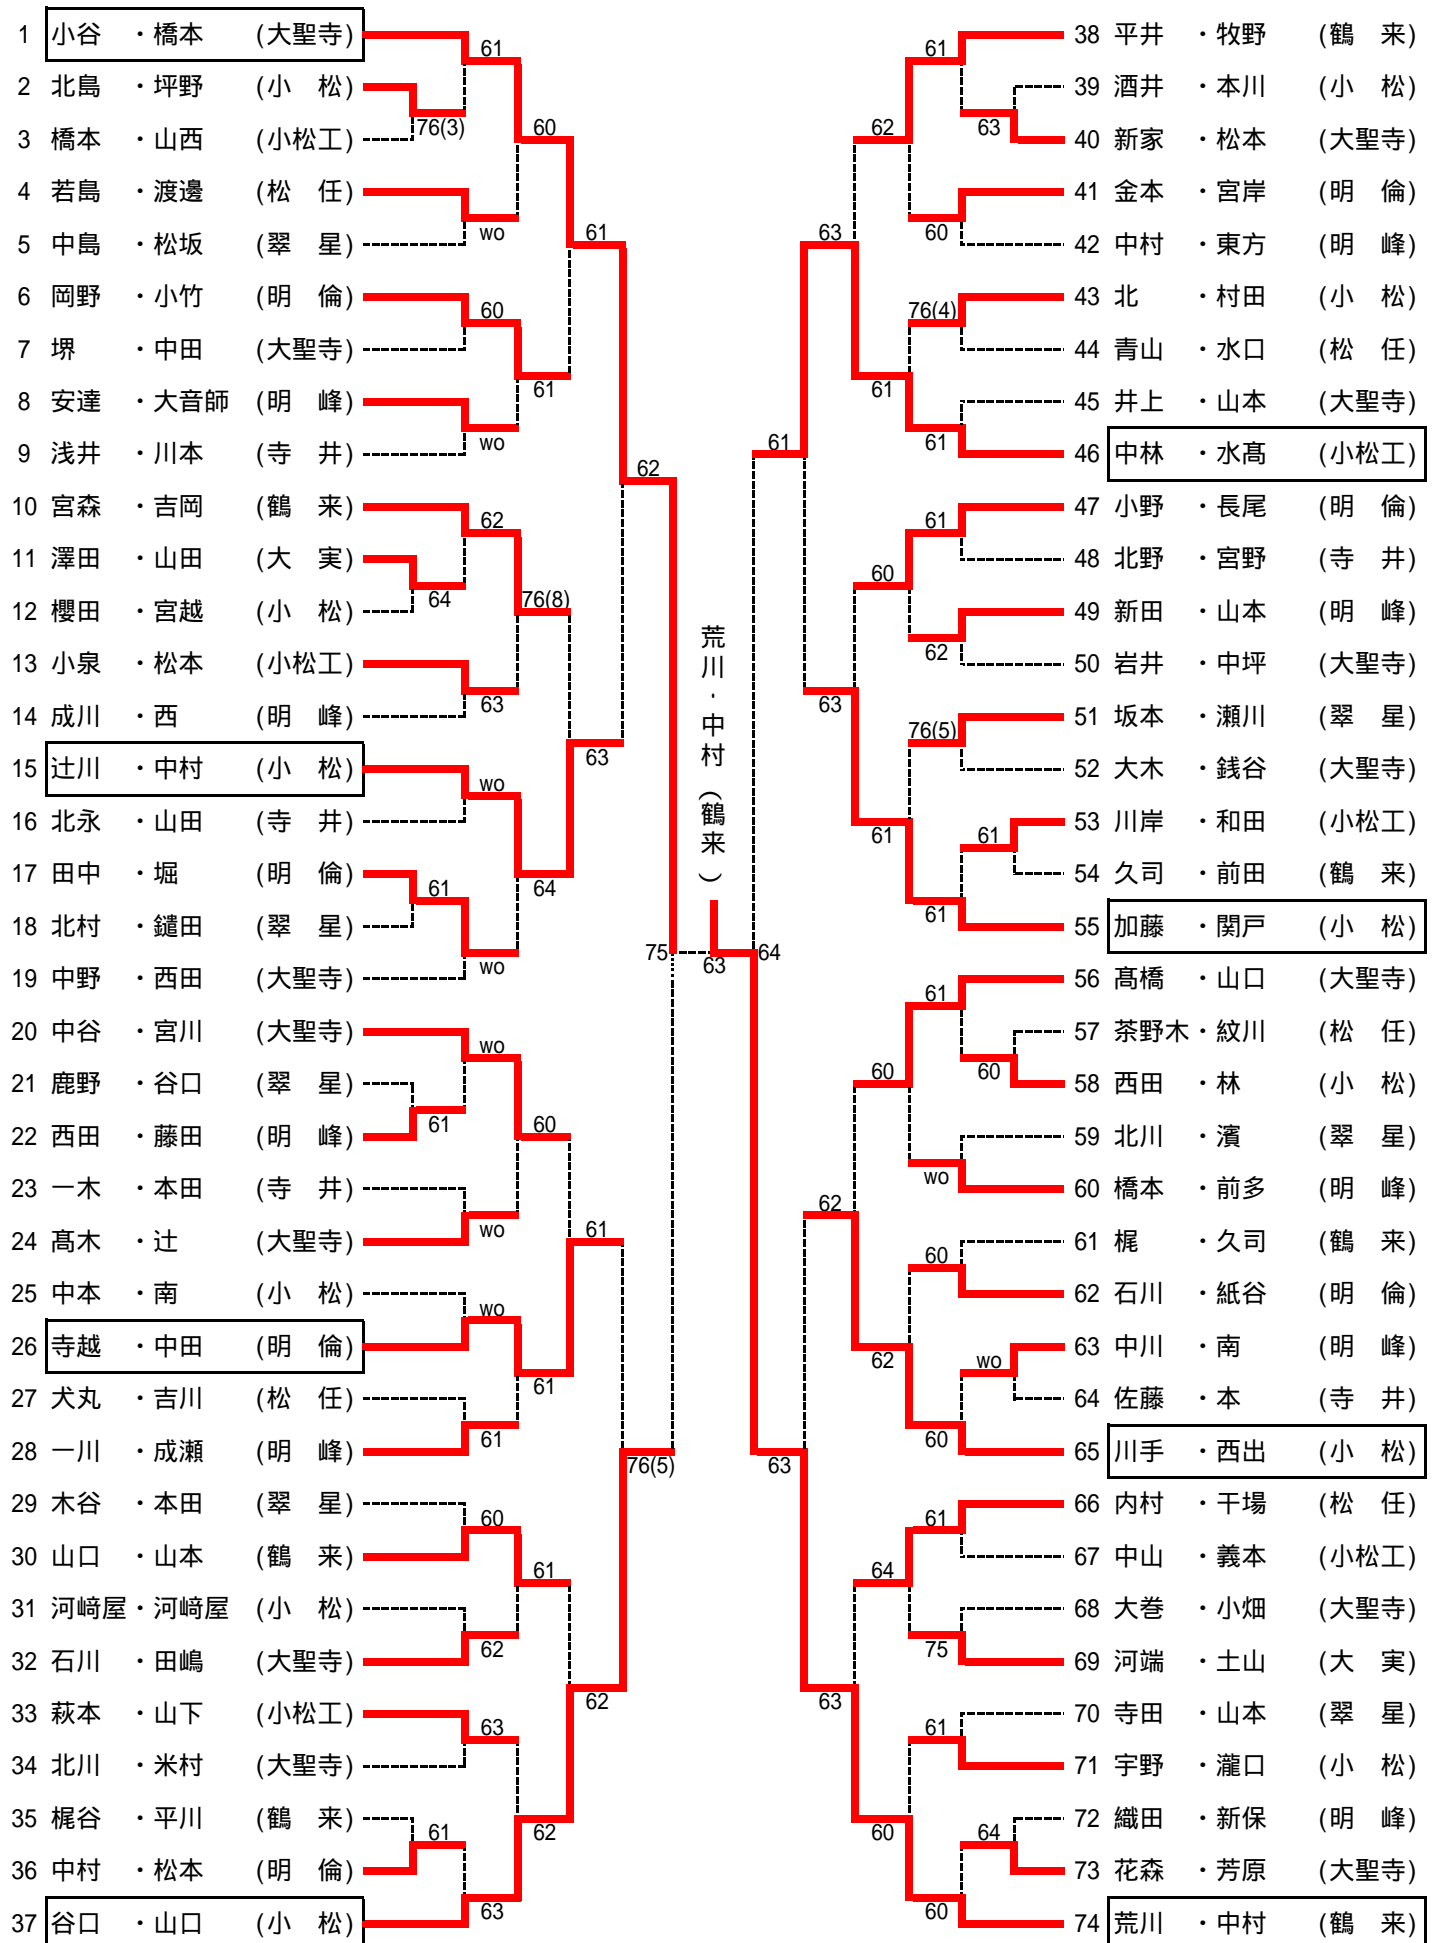 1 小谷 ・橋本 (大聖寺)
2 北島 ・坪野 (小 松)
3 橋本 ・山西 (小松工)
4 若島 ・渡邊 (松 任)
5 中島 ・松坂 (翠 星)
6 岡野 ・小竹 (明 倫)
7 堺 ・中田 (大聖寺)
8 安達 ・大音師 (明 峰)
9 浅井 ・川本 (寺 井)
10 宮森 ・吉岡 (鶴 来)
11 澤田 ・山田 (大 実)
12 櫻田 ・宮越 (小 松)
13 小泉 ・松本 (小松工)
14 成川 ・西 (明 峰)
15 辻川 ・中村 (小 松)
16 北永 ・山田 (寺 井)
17 田中 ・堀 (明 倫)
18 北村 ・鑓田 (翠 星)
19 中野 ・西田 (大聖寺)
20 中谷 ・宮川 (大聖寺)
21 鹿野 ・谷口 (翠 星)
22 西田 ・藤田 (明 峰)
23 一木 ・本田 (寺 井)
24 髙木 ・辻 (大聖寺)
25 中本 ・南 (小 松)
26 寺越 ・中田 (明 倫)
27 犬丸 ・吉川 (松 任)
28 一川 ・成瀬 (明 峰)
29 木谷 ・本田 (翠 星)
30 山口 ・山本 (鶴 来)
31 河﨑屋・河﨑屋 (小 松)
32 石川 ・田嶋 (大聖寺)
33 萩本 ・山下 (小松工)
34 北川 ・米村 (大聖寺)
35 梶谷 ・平川 (鶴 来)
36 中村 ・松本 (明 倫)
37 谷口 ・山口 (小 松)
61
76(3)
60
wo
61
60
61
wo
62
62
64
76(8)
63
63
wo
61
64
wo
75
wo
61
60
wo
61
wo
61
61
76(5)
60
61
62
62
63
62
61
63
荒川・中村(鶴来)
63
64
61
62
63
60
63
76(4)
61
61
61
61
60
62
63
76(5)
61
61
61
61
60
60
wo
62
60
62
wo
60
63
61
64
75
63
61
60
64
60
38 平井 ・牧野 (鶴 来)
39 酒井 ・本川 (小 松)
40 新家 ・松本 (大聖寺)
41 金本 ・宮岸 (明 倫)
42 中村 ・東方 (明 峰)
43 北 ・村田 (小 松)
44 青山 ・水口 (松 任)
45 井上 ・山本 (大聖寺)
46 中林 ・水髙 (小松工)
47 小野 ・長尾 (明 倫)
48 北野 ・宮野 (寺 井)
49 新田 ・山本 (明 峰)
50 岩井 ・中坪 (大聖寺)
51 坂本 ・瀬川 (翠 星)
52 大木 ・銭谷 (大聖寺)
53 川岸 ・和田 (小松工)
54 久司 ・前田 (鶴 来)
55 加藤 ・関戸 (小 松)
56 髙橋 ・山口 (大聖寺)
57 茶野木・紋川 (松 任)
58 西田 ・林 (小 松)
59 北川 ・濱 (翠 星)
60 橋本 ・前多 (明 峰)
61 梶 ・久司 (鶴 来)
62 石川 ・紙谷 (明 倫)
63 中川 ・南 (明 峰)
64 佐藤 ・本 (寺 井)
65 川手 ・西出 (小 松)
66 内村 ・干場 (松 任)
67 中山 ・義本 (小松工)
68 大巻 ・小畑 (大聖寺)
69 河端 ・土山 (大 実)
70 寺田 ・山本 (翠 星)
71 宇野 ・瀧口 (小 松)
72 織田 ・新保 (明 峰)
73 花森 ・芳原 (大聖寺)
74 荒川 ・中村 (鶴 来)